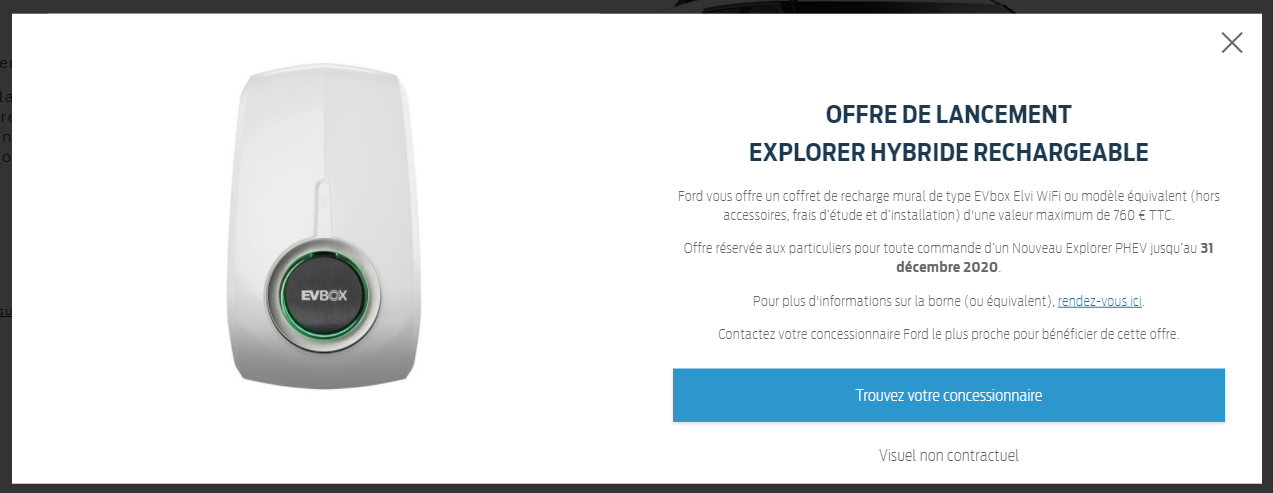 OFFRE DE LANCEMENT
EXPLORER HYBRIDE RECHARGEABLE
Ford vous offre un coffret de recharge mural de type EVbox Elvi WiFi ou modèle équivalent (hors
accessoires, frais d'étude et d'installation) d'une valeur maximum de 760 € TTC.
Offre réservée aux particuliers pour toute commande d'un Nouveau Explorer PHEV jusqu'au 31
décembre 2020.
Pour plus d'informations sur la borne (ou équivalent), rendez-vous ici.
Contactez votre concessionnaire Ford le plus proche pour bénéficier de cette offre.
Trouvez votre concessionnaire
Visuel non contractuel
EVBOX